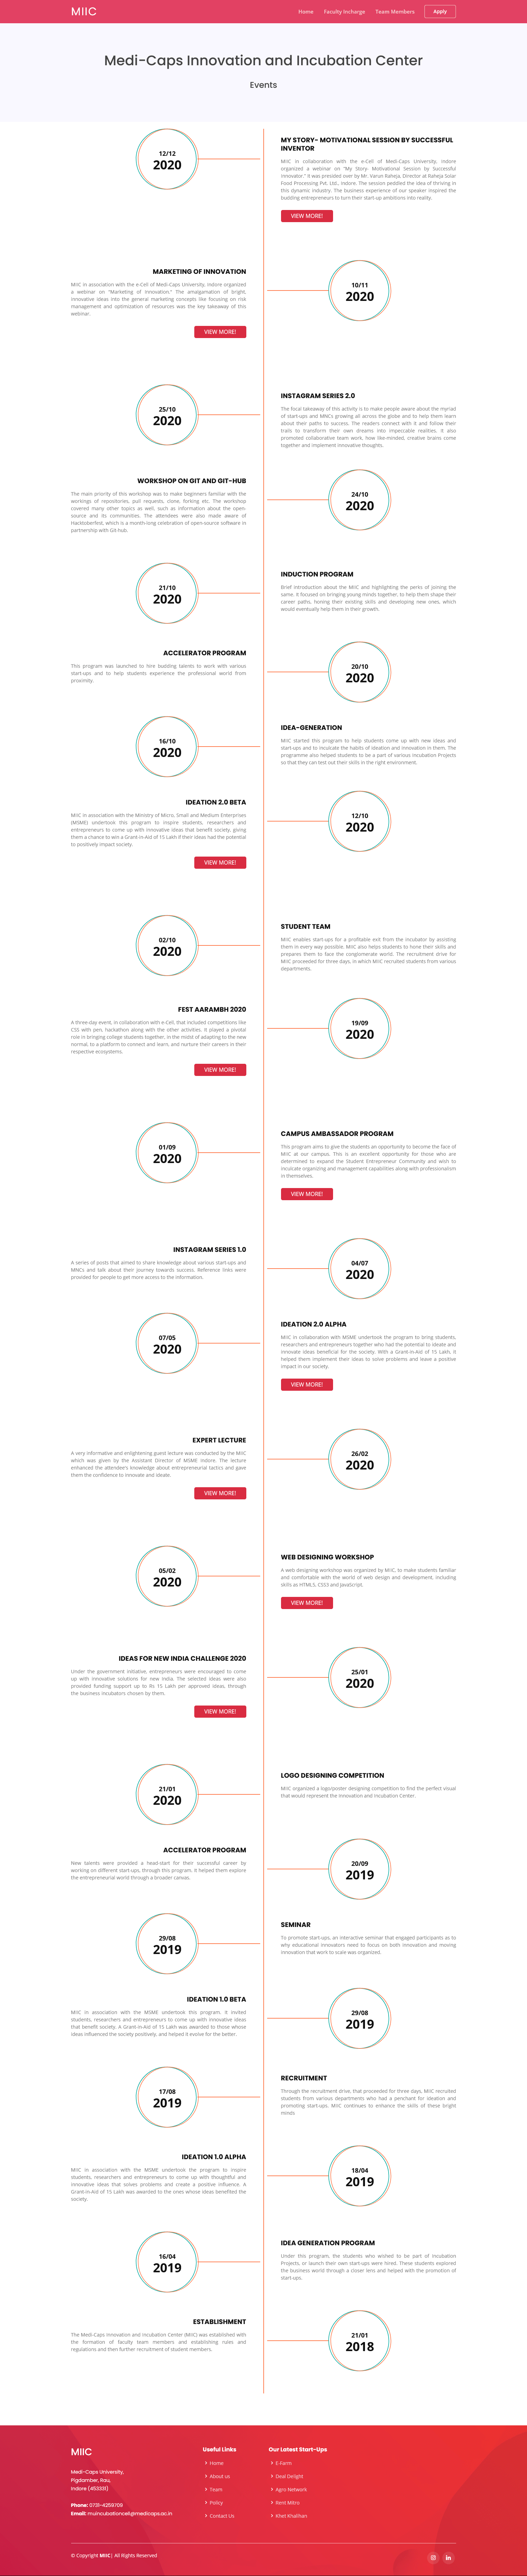 MIIC
Home
Faculty Incharge
Team Members
Apply
Medi-Caps Innovation and Incubation Center
Events
12/12
2020
MY STORY- MOTIVATIONAL SESSION BY SUCCESSFUL
INVENTOR
MIIC in collaboration with the e-Cell of Medi-Caps University, Indore
organized a webinar on "My Story- Motivational Session by Successful
Innovator." It was presided over by Mr. Varun Raheja, Director at Raheja Solar
Food Processing Pvt. Ltd., Indore. The session peddled the idea of thriving in
this dynamic industry. The business experience of our speaker inspired the
budding entrepreneurs to turn their start-up ambitions into reality.
VIEW MORE!
MARKETING OF INNOVATION
MIIC in association with the e-Cell of Medi-Caps University, Indore organized
a webinar on "Marketing of Innovation." The amalgamation of bright,
innovative ideas into the general marketing concepts like focusing on risk
management and optimization of resources was the key takeaway of this
webinar.
VIEW MORE!
10/11
2020
25/10
2020
INSTAGRAM SERIES 2.0
The focal takeaway of this activity is to make people aware about the myriad
of start-ups and MNCs growing all across the globe and to help them learn
about their paths to success. The readers connect with it and follow their
trails to transform their own dreams into impeccable realities. It also
promoted collaborative team work, how like-minded, creative brains come
together and implement innovative thoughts.
WORKSHOP ON GIT AND GIT-HUB
The main priority of this workshop was to make beginners familiar with the
workings of repositories, pull requests, clone, forking etc. The workshop
covered many other topics as well, such as information about the open-
source and its communities. The attendees were also made aware of
Hacktoberfest, which is a month-long celebration of open-source software in
partnership with Git-hub.
24/10
2020
21/10
2020
INDUCTION PROGRAM
Brief introduction about the MIIC and highlighting the perks of joining the
same. It focused on bringing young minds together, to help them shape their
career paths, honing their existing skills and developing new ones, which
would eventually help them in their growth.
ACCELERATOR PROGRAM
This program was launched to hire budding talents to work with various
start-ups and to help students experience the professional world from
proximity.
20/10
2020
16/10
2020
IDEA-GENERATION
MIIC started this program to help students come up with new ideas and
start-ups and to inculcate the habits of ideation and innovation in them. The
programme also helped students to be a part of various Incubation Projects
so that they can test out their skills in the right environment.
IDEATION 2.0 BETA
MIIC in association with the Ministry of Micro, Small and Medium Enterprises
(MSME) undertook this program to inspire students, researchers and
entrepreneurs to come up with innovative ideas that benefit society, giving
them a chance to win a Grant-in-Aid of 15 Lakh if their ideas had the potential
to positively impact society.
VIEW MORE!
12/10
2020
02/10
2020
STUDENT TEAM
MIIC enables start-ups for a profitable exit from the incubator by assisting
them in every way possible. MIIC also helps students to hone their skills and
prepares them to face the conglomerate world. The recruitment drive for
MIIC proceeded for three days, in which MIIC recruited students from various
departments.
FEST AARAMBH 2020
A three-day event, in collaboration with e-Cell, that included competitions like
CSS with pen, hackathon along with the other activities. It played a pivotal
role in bringing college students together, in the midst of adapting to the new
normal, to a platform to connect and learn, and nurture their careers in their
respective ecosystems.
VIEW MORE!
19/09
2020
01/09
2020
CAMPUS AMBASSADOR PROGRAM
This program aims to give the students an opportunity to become the face of
MIIC at our campus. This is an excellent opportunity for those who are
determined to expand the Student Entrepreneur Community and wish to
inculcate organizing and management capabilities along with professionalism
in themselves.
VIEW MORE!
INSTAGRAM SERIES 1.0
A series of posts that aimed to share knowledge about various start-ups and
MNCs and talk about their journey towards success. Reference links were
provided for people to get more access to the information.
04/07
2020
07/05
2020
IDEATION 2.0 ALPHA
MIIC in collaboration with MSME undertook the program to bring students,
researchers and entrepreneurs together who had the potential to ideate and
innovate ideas beneficial for the society. With a Grant-in-Aid of 15 Lakh, it
helped them implement their ideas to solve problems and leave a positive
impact in our society.
VIEW MORE!
EXPERT LECTURE
A very informative and enlightening guest lecture was conducted by the MIIC
which was given by the Assistant Director of MSME Indore. The lecture
enhanced the attendee's knowledge about entrepreneurial tactics and gave
them the confidence to innovate and ideate.
VIEW MORE!
26/02
2020
05/02
2020
WEB DESIGNING WORKSHOP
A web designing workshop was organized by MIIC, to make students familiar
and comfortable with the world of web design and development, including
skills as HTML5, CSS3 and JavaScript.
VIEW MORE!
IDEAS FOR NEW INDIA CHALLENGE 2020
Under the government initiative, entrepreneurs were encouraged to come
up with innovative solutions for new India. The selected ideas were also
provided funding support up to Rs 15 Lakh per approved ideas, through
the business incubators chosen by them.
VIEW MORE!
25/01
2020
21/01
2020
LOGO DESIGNING COMPETITION
MIIC organized a logo/poster designing competition to find the perfect visual
that would represent the Innovation and Incubation Center.
ACCELERATOR PROGRAM
New talents were provided a head-start for their successful career by
working on different start-ups, through this program. It helped them explore
the entrepreneurial world through a broader canvas.
20/09
2019
29/08
2019
SEMINAR
To promote start-ups, an interactive seminar that engaged participants as to
why educational innovators need to focus on both innovation and moving
innovation that work to scale was organized.
IDEATION 1.0 BETA
MIIC in association with the MSME undertook this program. It invited
students, researchers and entrepreneurs to come up with innovative ideas
that benefit society. A Grant-in-Aid of 15 Lakh was awarded to those whose
ideas influenced the society positively, and helped it evolve for the better.
29/08
2019
17/08
2019
RECRUITMENT
Through the recruitment drive, that proceeded for three days, MIIC recruited
students from various departments who had a penchant for ideation and
promoting start-ups. MIIC continues to enhance the skills of these bright
minds
IDEATION 1.0 ALPHA
MIIC in association with the MSME undertook the program to inspire
students, researchers and entrepreneurs to come up with thoughtful and
innovative ideas that solves problems and create a positive influence. A
Grant-in-Aid of 15 Lakh was awarded to the ones whose ideas benefited the
society.
18/04
2019
16/04
2019
IDEA GENERATION PROGRAM
Under this program, the students who wished to be part of Incubation
Projects, or launch their own start-ups were hired. These students explored
the business world through a closer lens and helped with the promotion of
start-ups.
ESTABLISHMENT
The Medi-Caps Innovation and Incubation Center (MIIC) was established with
the formation of faculty team members and establishing rules and
regulations and then further recruitment of student members.
21/01
2018
MIIC
Medi-Caps University,
Pigdamber, Rau,
Indore (453331)
Phone: 0731-4259709
Email: muincubationcell@medicaps.ac.in
Useful Links
Home
About us
Team
Policy
Contact Us
Our Latest Start-Ups
E-Farm
Deal Delight
Agro Network
Rent Mitro
Khet Khalihan
© Copyright MIIC| All Rights Reserved